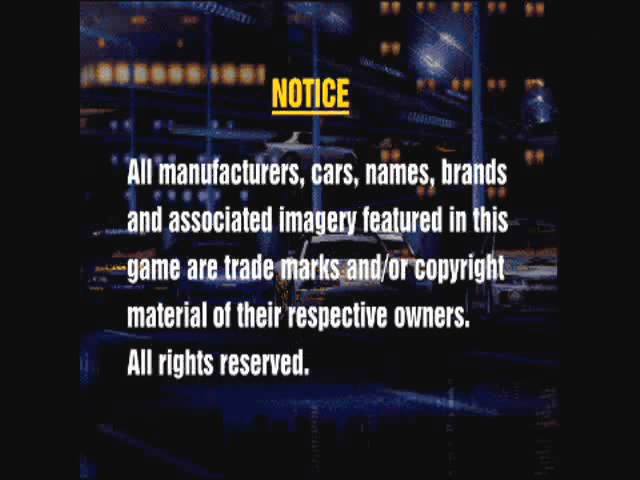 NOTICE
All manufacturers, cars, names, brands
and associated imagery featured in this
game are trade marks and/or copyright
material of their respective owners.
All rights reserved.